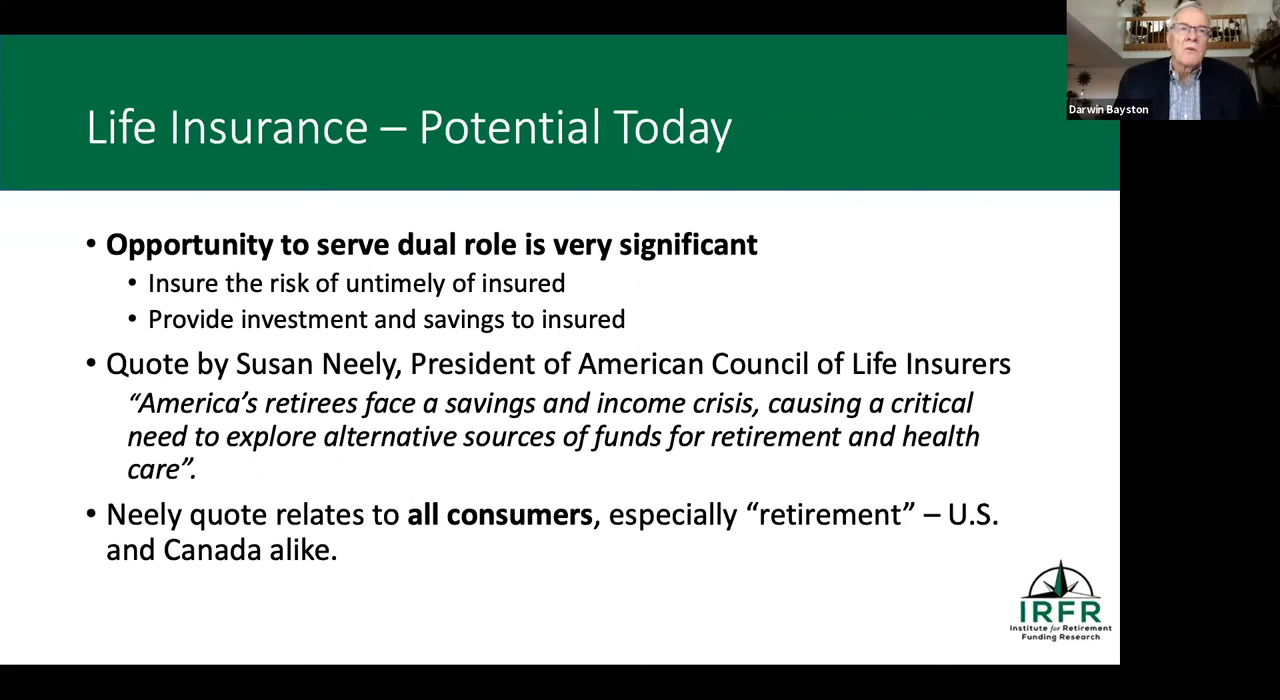 Life Insurance – Potential Today
Darwin Bayston
• Opportunity to serve dual role is very significant
• Insure the risk of untimely of insured
• Provide investment and savings to insured
• Quote by Susan Neely, President of American Council of Life Insurers
“America’s retirees face a savings and income crisis, causing a critical
need to explore alternative sources of funds for retirement and health
care”.
• Neely quote relates to all consumers, especially “retirement” – U.S.
and Canada alike.
IRFR
Institute for Retirement
Funding Research